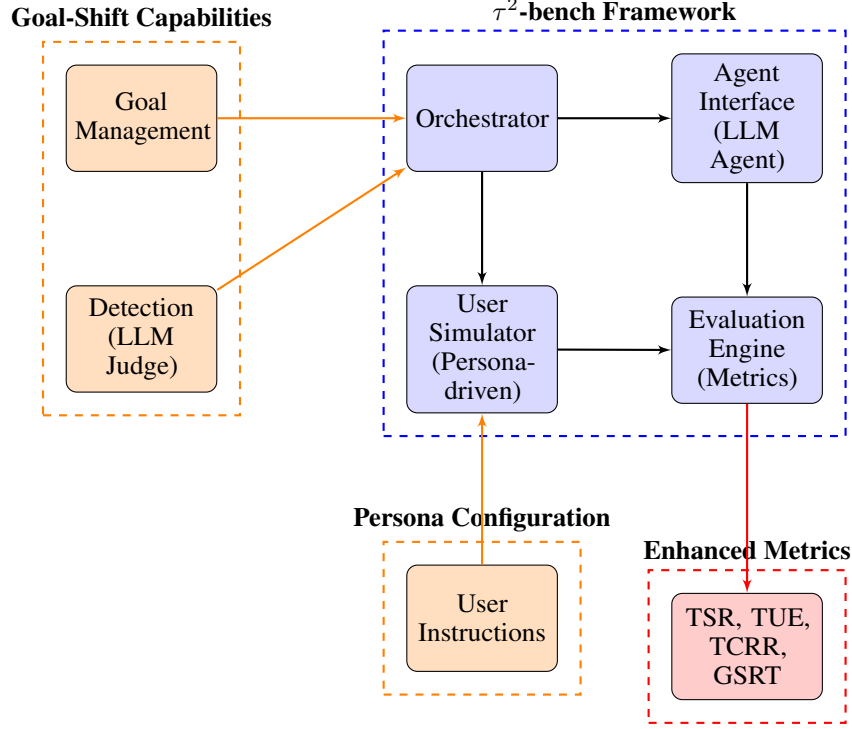 Goal-Shift Capabilities
τ²-bench Framework
Goal
Management
Orchestrator
Agent
Interface
(LLM
Agent)
Detection
(LLM
Judge)
User
Simulator
(Persona-
driven)
Evaluation
Engine
(Metrics)
Persona Configuration
User
Instructions
Enhanced Metrics
TSR, TUE,
TCRR,
GSRT